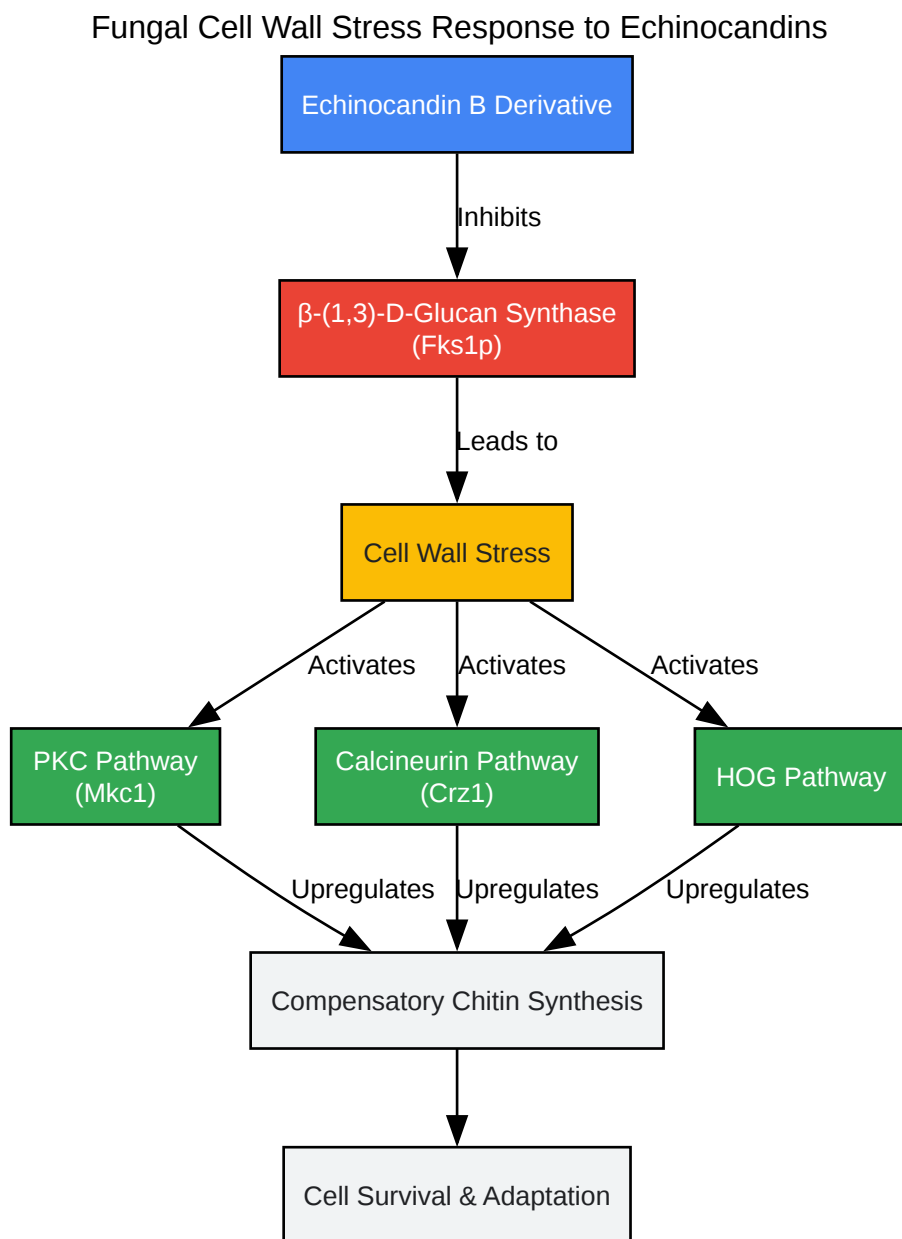 Fungal Cell Wall Stress Response to Echinocandins
Echinocandin B Derivative
Inhibits
β-(1,3)-D-Glucan Synthase
(Fks1p)
Leads to
Cell Wall Stress
Activates
Activates
Activates
PKC Pathway
(Mkc1)
Calcineurin Pathway
(Crz1)
HOG Pathway
Upregulates
Upregulates
Upregulates
Compensatory Chitin Synthesis
Cell Survival & Adaptation